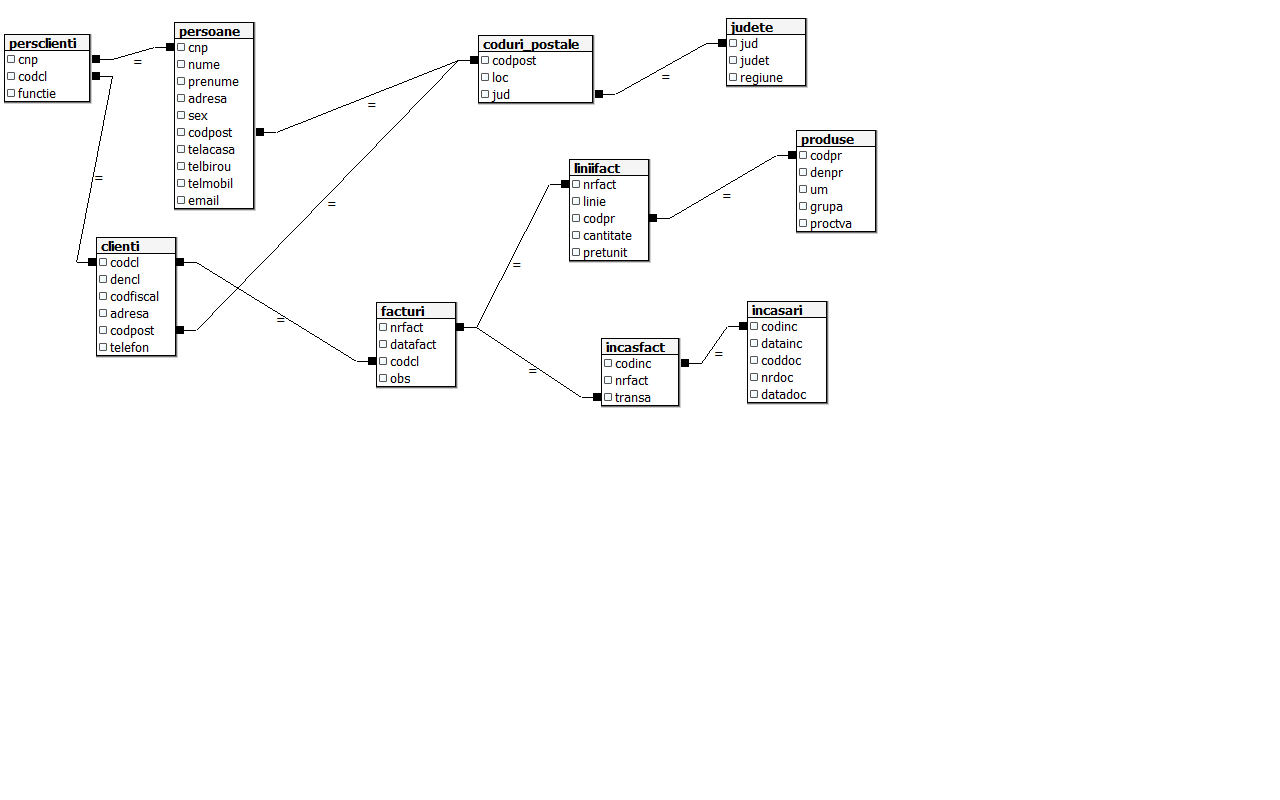 persclienti
cnp
codcl
functie
persoane
cnp
nume
prenume
adresa
sex
codpost
telacasa
telbirou
telmobil
email
coduri_postale
codpost
loc
jud
judete
jud
judet
regiune
produse
codpr
denpr
um
grupa
proctva
liniifact
nrfact
linie
codpr
cantitate
pretunit
clienti
codcl
dencl
codfiscal
adresa
codpost
telefon
facturi
nrfact
datafact
codcl
obs
incasfact
codinc
nrfact
transa
incasari
codinc
datainc
coddoc
nrdoc
datadoc
=
=
=
=
=
=
=
=
=
=